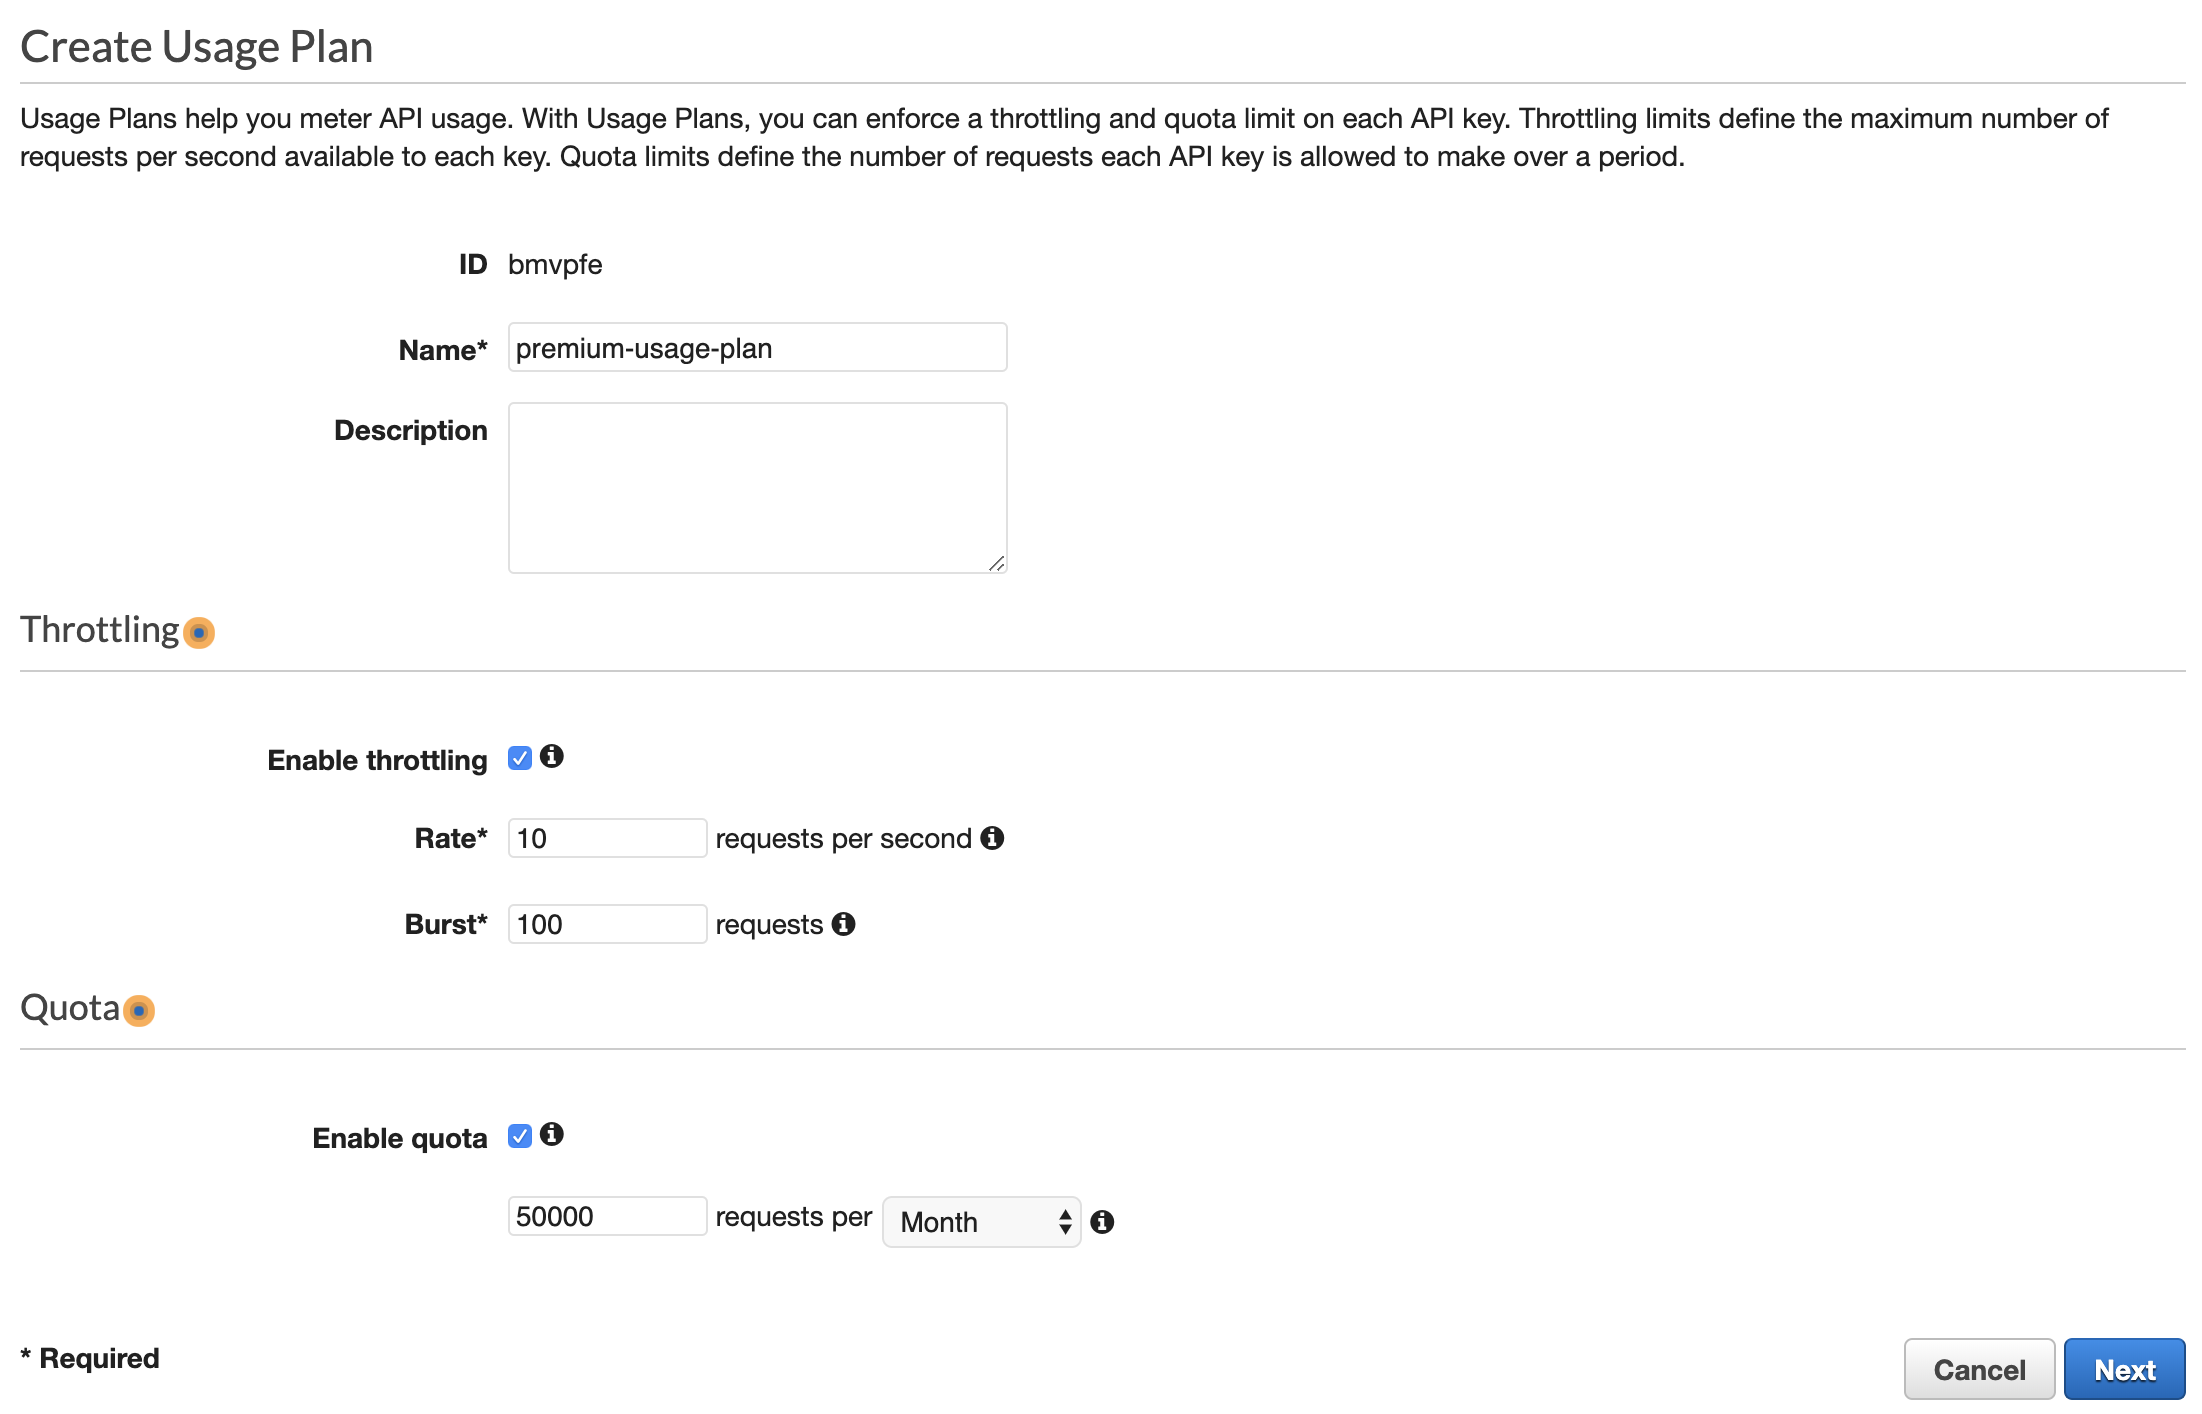 Create Usage Plan
Usage Plans help you meter API usage. With Usage Plans, you can enforce a throttling and quota limit on each API key. Throttling limits define the maximum number of
requests per second available to each key. Quota limits define the number of requests each API key is allowed to make over a period.
ID bmvpfe
Name* premium-usage-plan
Description
Throttling
Enable throttling
Rate* 10 requests per second
Burst* 100 requests
Quota
Enable quota
50000 requests per Month
* Required
Cancel Next